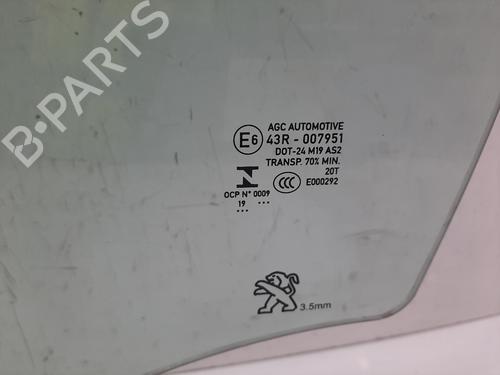 B-PARTS
AGC AUTOMOTIVE
E6 43R - 007951
DOT-24 M19 AS2
TRANSP. 70% MIN.
20T
N CCC E000292
OCP N° 0009
19 ...
...
3.5mm